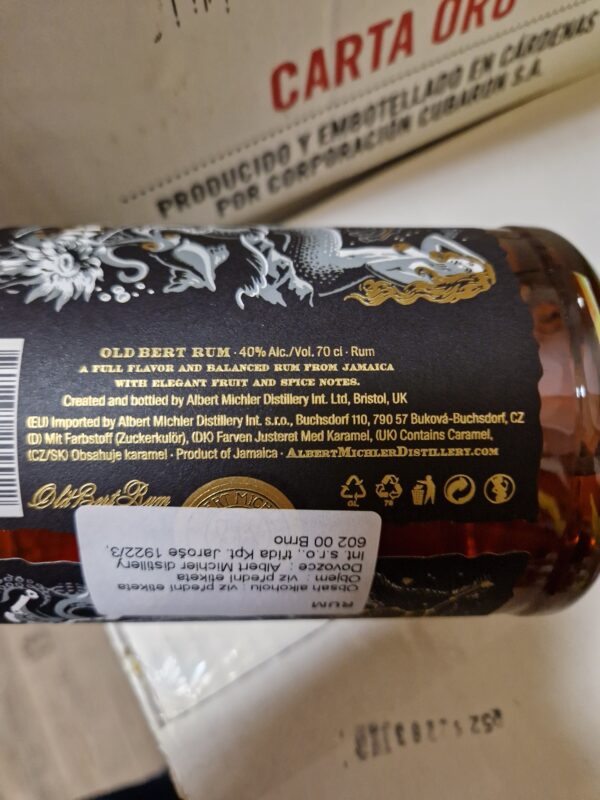 CARTA ORO
PRODUCIDO Y EMBOTELLADO EN CÁRDENAS
POR CORPORACIÓN CUBARON S.A.
OLD BERT RUM · 40% Alc./Vol. 70 cl · Rum
A FULL FLAVOR AND BALANCED RUM FROM JAMAICA
WITH ELEGANT FRUIT AND SPICE NOTES.
Created and bottled by Albert Michler Distillery Int. Ltd, Bristol, UK
(EU) Imported by Albert Michler Distillery Int. s.r.o., Buchsdorf 110, 790 57 Buková-Buchsdorf, CZ
(D) Mit Farbstoff (Zuckerkulör), (DK) Farven Justeret Med Karamel, (UK) Contains Caramel,
(CZ/SK) Obsahuje karamel · Product of Jamaica · ALBERTMICHLERDISTILLERY.COM
Old Bert Rum
GL
78
RUM
Obsah alkoholu : viz přední etiketa
Objem : viz přední etiketa
Dovozce : Albert Michler distillery
Int. s.r.o., třída Kpt. Jaroše 1922/3,
602 00 Brno